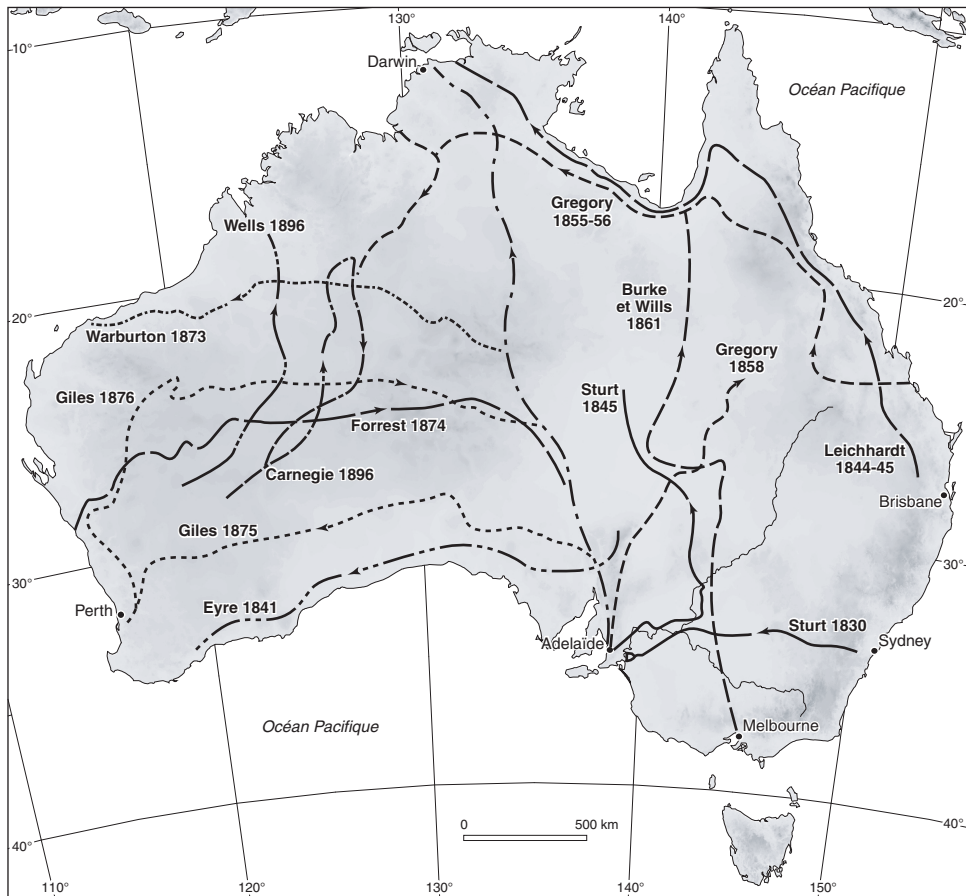 130°
140°
10°
Darwin
Océan Pacifique
Gregory
1855-56
Wells 1896
Burke
et Wills
1861
20°
20°
Warburton 1873
Gregory
1858
Giles 1876
Sturt
1845
Forrest 1874
Leichhardt
1844-45
Carnegie 1896
Brisbane
Giles 1875
30°
30°
Perth
Eyre 1841
Sturt 1830
Adelaïde
Sydney
Océan Pacifique
Melbourne
0
500 km
40°
40°
110°
120°
130°
140°
150°